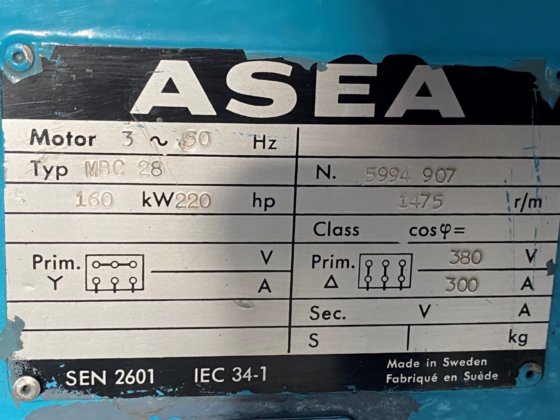 ASEA
Motor 3 ~ 50 Hz
Typ MBC 28 N. 5994 907
160 kW 220 hp 1475 r/m
Class cosφ=
Prim. Y V A
Prim. Δ 380 V
300 A
Sec. V A
S kg
SEN 2601 IEC 34-1
Made in Sweden
Fabriqué en Suède